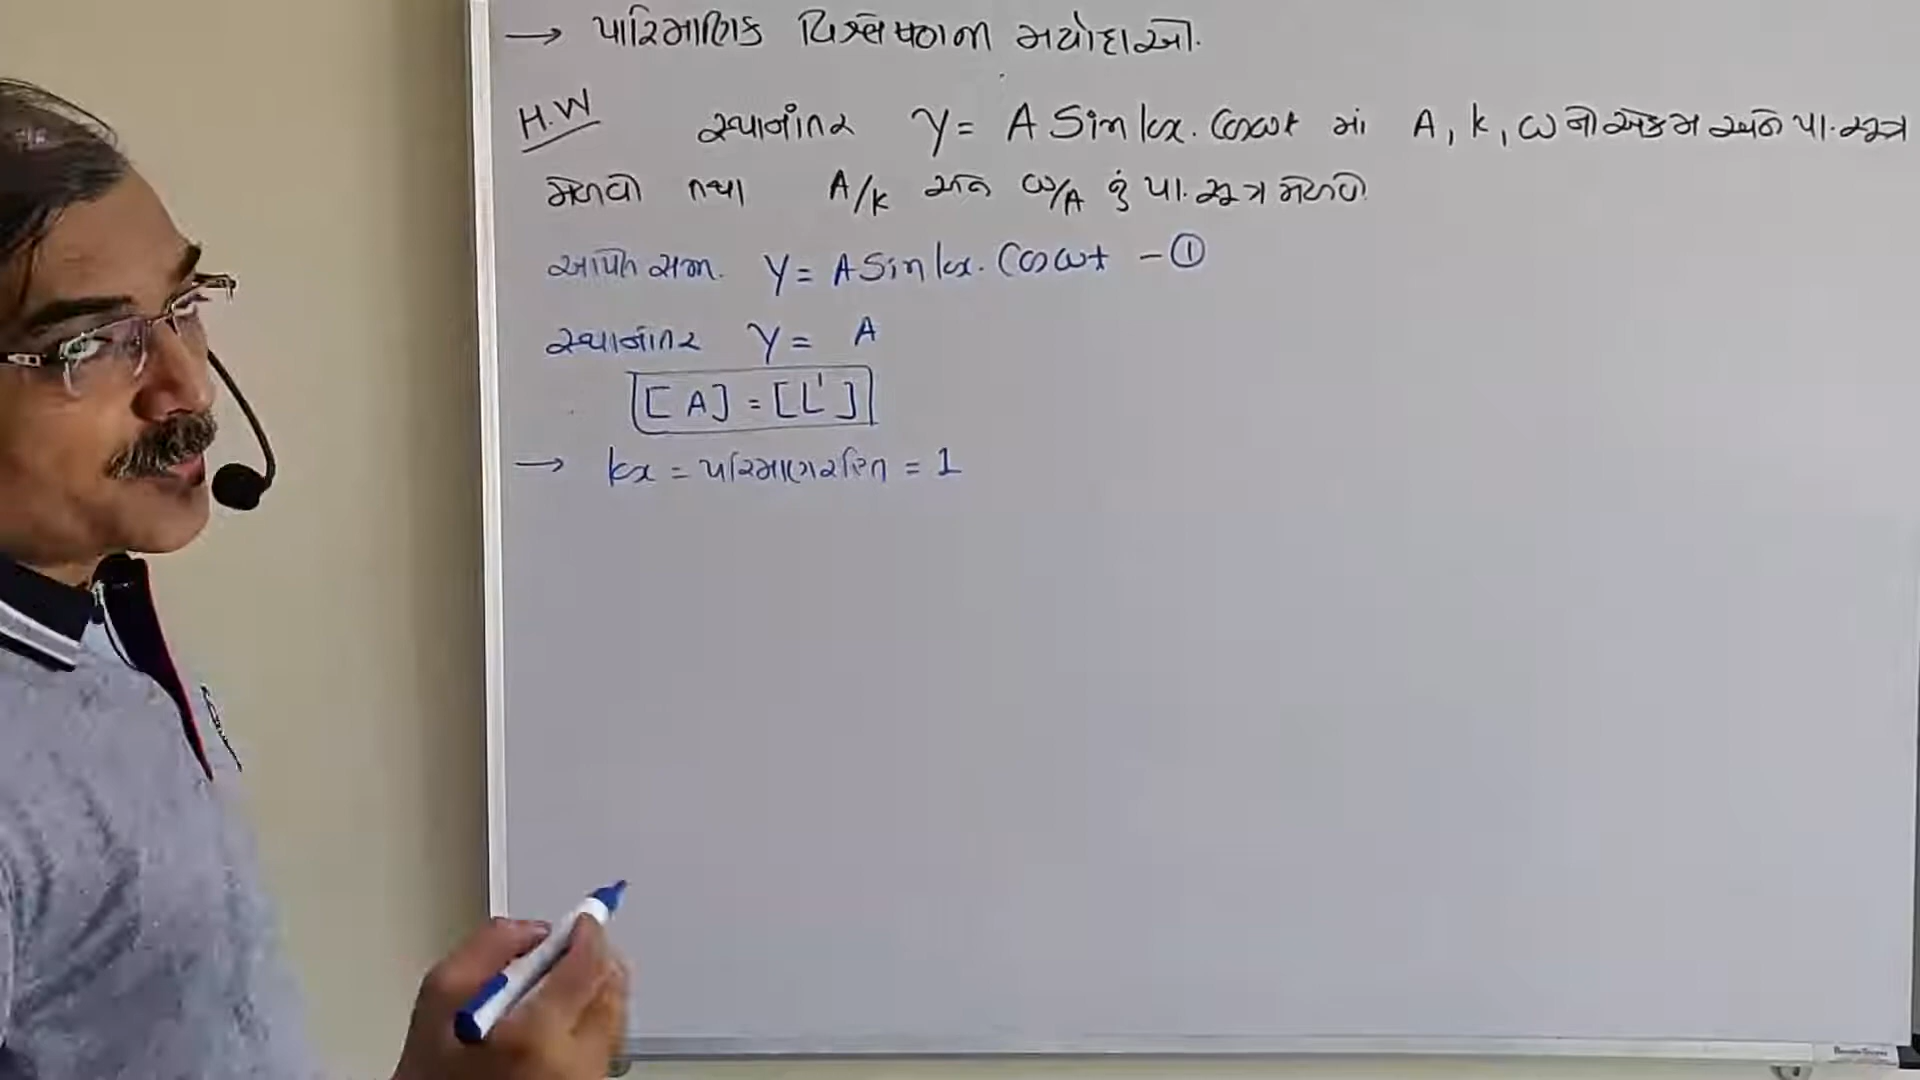 → પારિમાણિક વિશ્લેષણના મર્યાદાઓ.
H.W સ્થાનાંતર y = A Sin kx . Cos ωt માં A , k , ω નો એકમ અને પા. સૂત્ર
મેળવો તથા A/k અને ω/A નું પા. સૂત્ર મેળવો
આપેલ સમી. y = A Sin kx . Cos ωt - ①
સ્થાનાંતર y = A
[ A ] = [ L¹ ]
→ kx = પરિમાણરહિત = 1